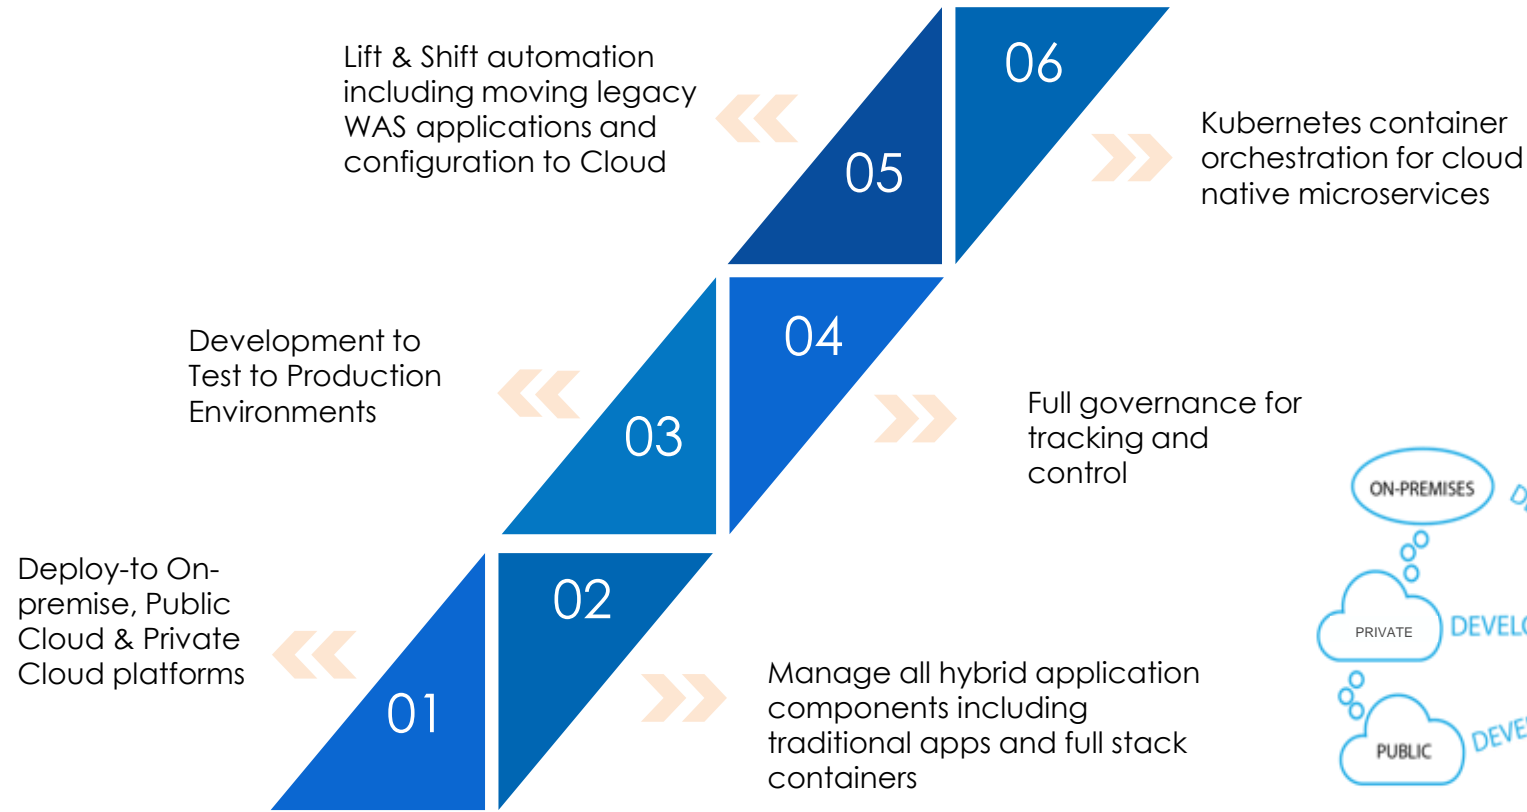 Lift & Shift automation
including moving legacy
WAS applications and
configuration to Cloud
05
06
Kubernetes container
orchestration for cloud
native microservices
Development to
Test to Production
Environments
03
04
Full governance for
tracking and
control
Deploy-to On-
premise, Public
Cloud & Private
Cloud platforms
01
02
Manage all hybrid application
components including
traditional apps and full stack
containers
ON-PREMISES
PRIVATE
DEVELO
PUBLIC
DEVE